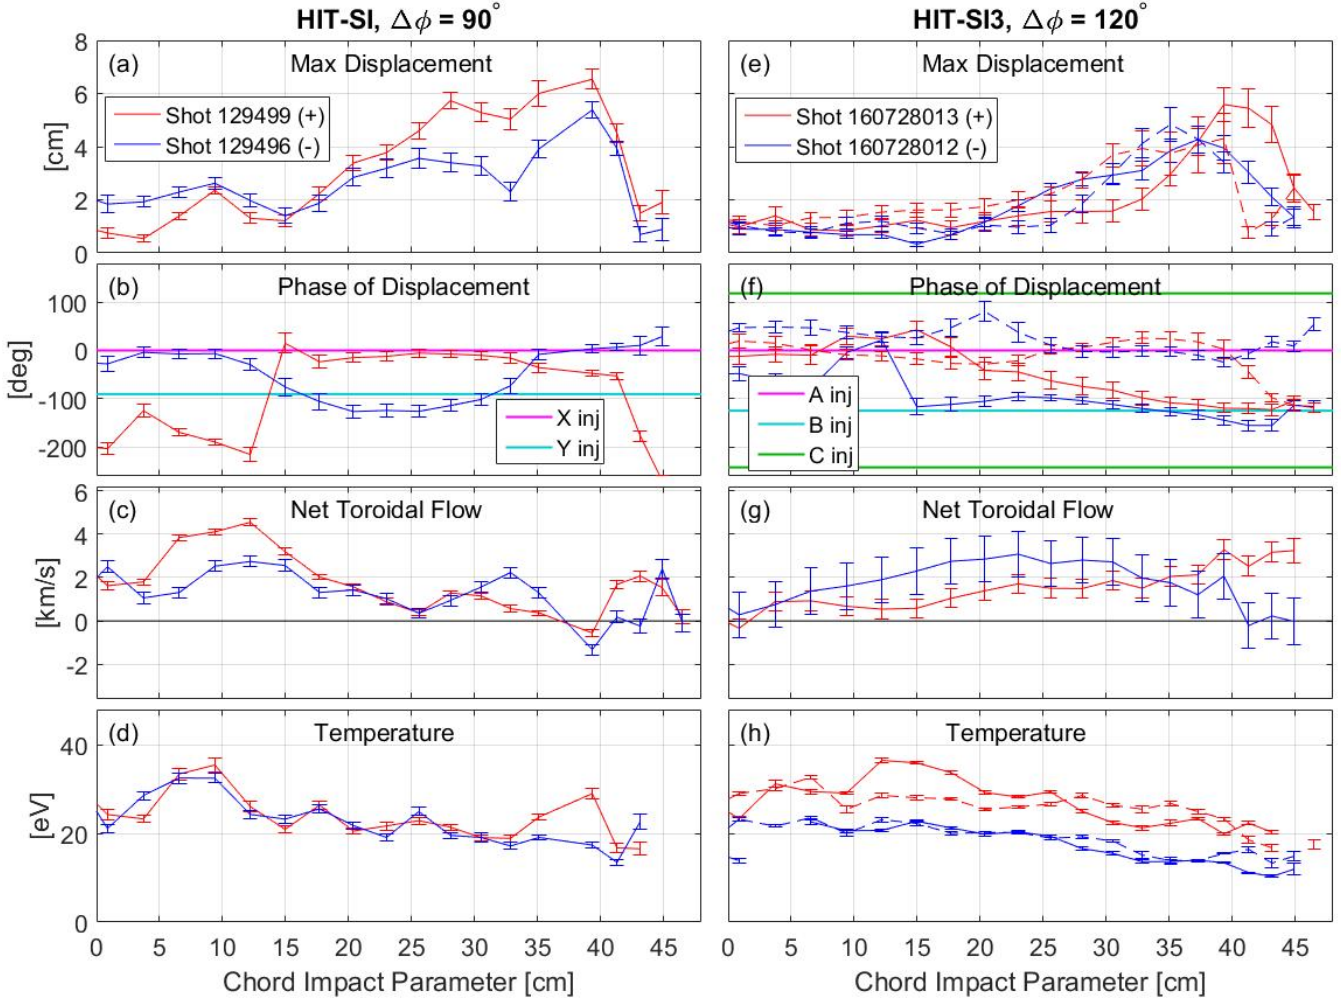 HIT-SI, Δϕ = 90°
HIT-SI3, Δϕ = 120°
(a)
Max Displacement
Shot 129499 (+)
Shot 129496 (-)
8
6
4
2
0
[cm]
(e)
Max Displacement
Shot 160728013 (+)
Shot 160728012 (-)
(b)
Phase of Displacement
100
0
-100
-200
[deg]
X inj
Y inj
(f)
Phase of Displacement
A inj
B inj
C inj
(c)
Net Toroidal Flow
6
4
2
0
-2
[km/s]
(g)
Net Toroidal Flow
(d)
Temperature
40
20
0
[eV]
(h)
Temperature
0 5 10 15 20 25 30 35 40 45
0 5 10 15 20 25 30 35 40 45
Chord Impact Parameter [cm]
Chord Impact Parameter [cm]